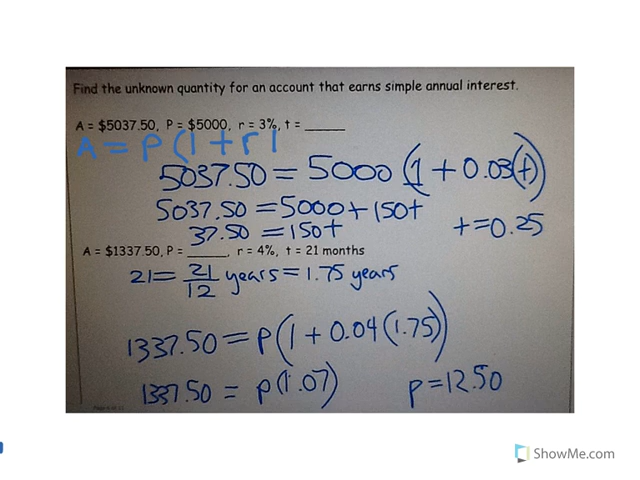 Find the unknown quantity for an account that earns simple annual interest.
A = $5037.50, P = $5000, r = 3%, t = ______
A = P(1+r
5037.50 = 5000(1 + 0.03(t))
5037.50 = 5000 + 150t
37.50 = 150t
t = 0.25
A = $1337.50, P = ______, r = 4%, t = 21 months
21 = 21/12 years = 1.75 years
1337.50 = P(1 + 0.04(1.75))
1337.50 = P(1.07)
P = 12.50
ShowMe.com